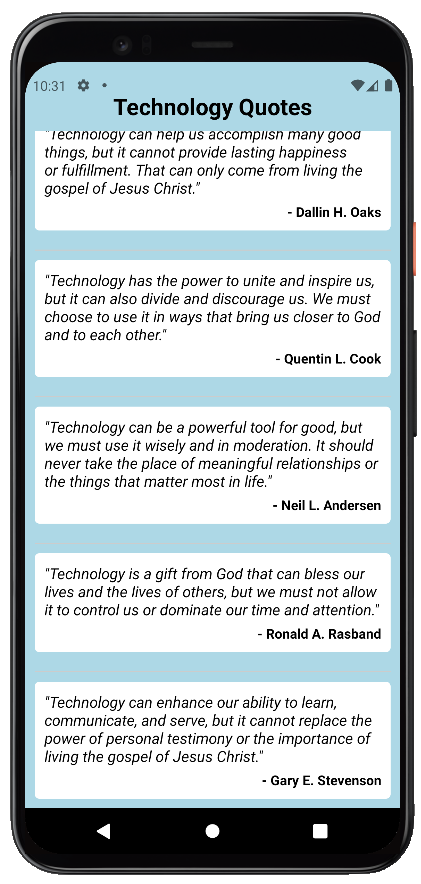 10:31
Technology Quotes
"Technology can help us accomplish many good
things, but it cannot provide lasting happiness
or fulfillment. That can only come from living the
gospel of Jesus Christ."
- Dallin H. Oaks
"Technology has the power to unite and inspire us,
but it can also divide and discourage us. We must
choose to use it in ways that bring us closer to God
and to each other."
- Quentin L. Cook
"Technology can be a powerful tool for good, but
we must use it wisely and in moderation. It should
never take the place of meaningful relationships or
the things that matter most in life."
- Neil L. Andersen
"Technology is a gift from God that can bless our
lives and the lives of others, but we must not allow
it to control us or dominate our time and attention."
- Ronald A. Rasband
"Technology can enhance our ability to learn,
communicate, and serve, but it cannot replace the
power of personal testimony or the importance of
living the gospel of Jesus Christ."
- Gary E. Stevenson